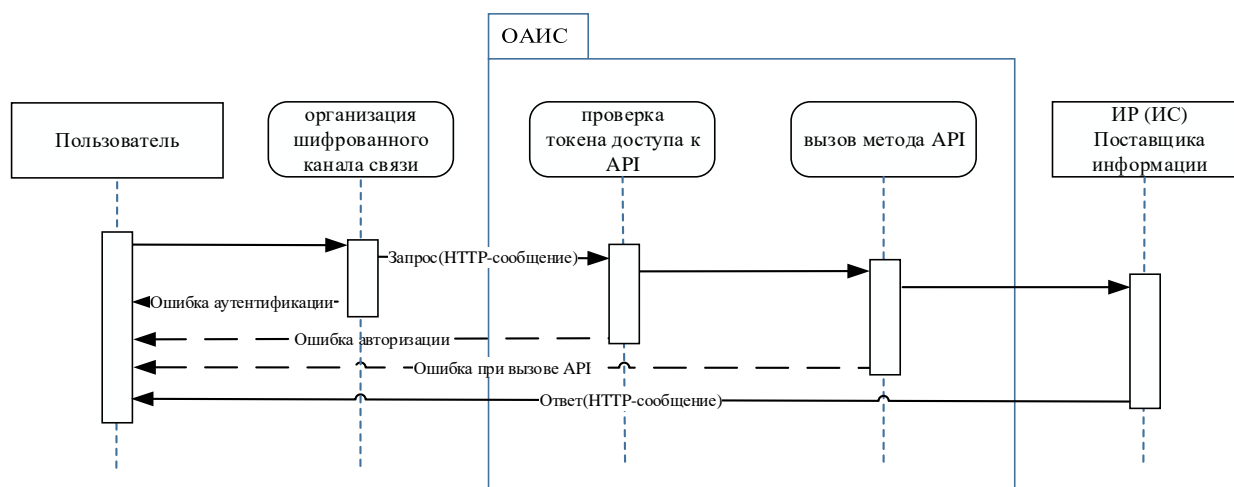 ОАИС
Пользователь
организация
шифрованного
канала связи
проверка
токена доступа к
API
вызов метода API
ИР (ИС)
Поставщика
информации
Запрос(HTTP-сообщение)
Ошибка аутентификации
Ошибка авторизации
Ошибка при вызове API
Ответ(HTTP-сообщение)